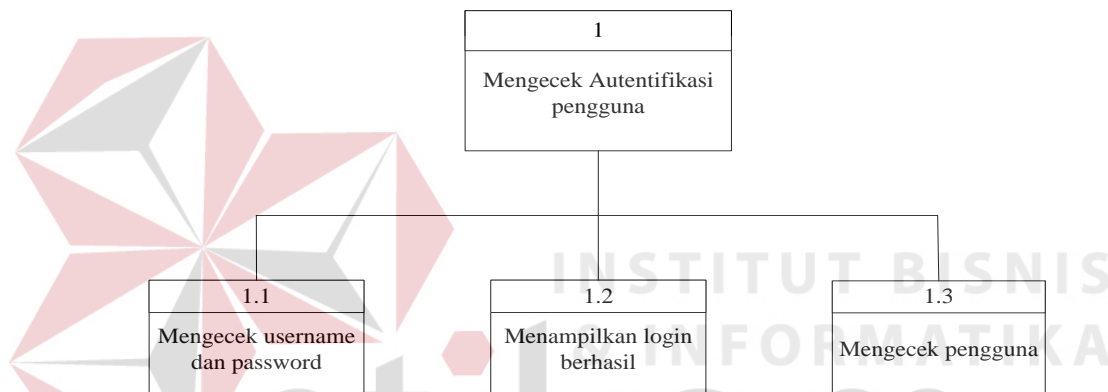 1
Mengecek Autentifikasi
pengguna
INSTITUT BISNIS
1.1
1.2
1.3
Mengecek username
dan password
Menampilkan login
berhasil
Mengecek pengguna
INFORMATIKA